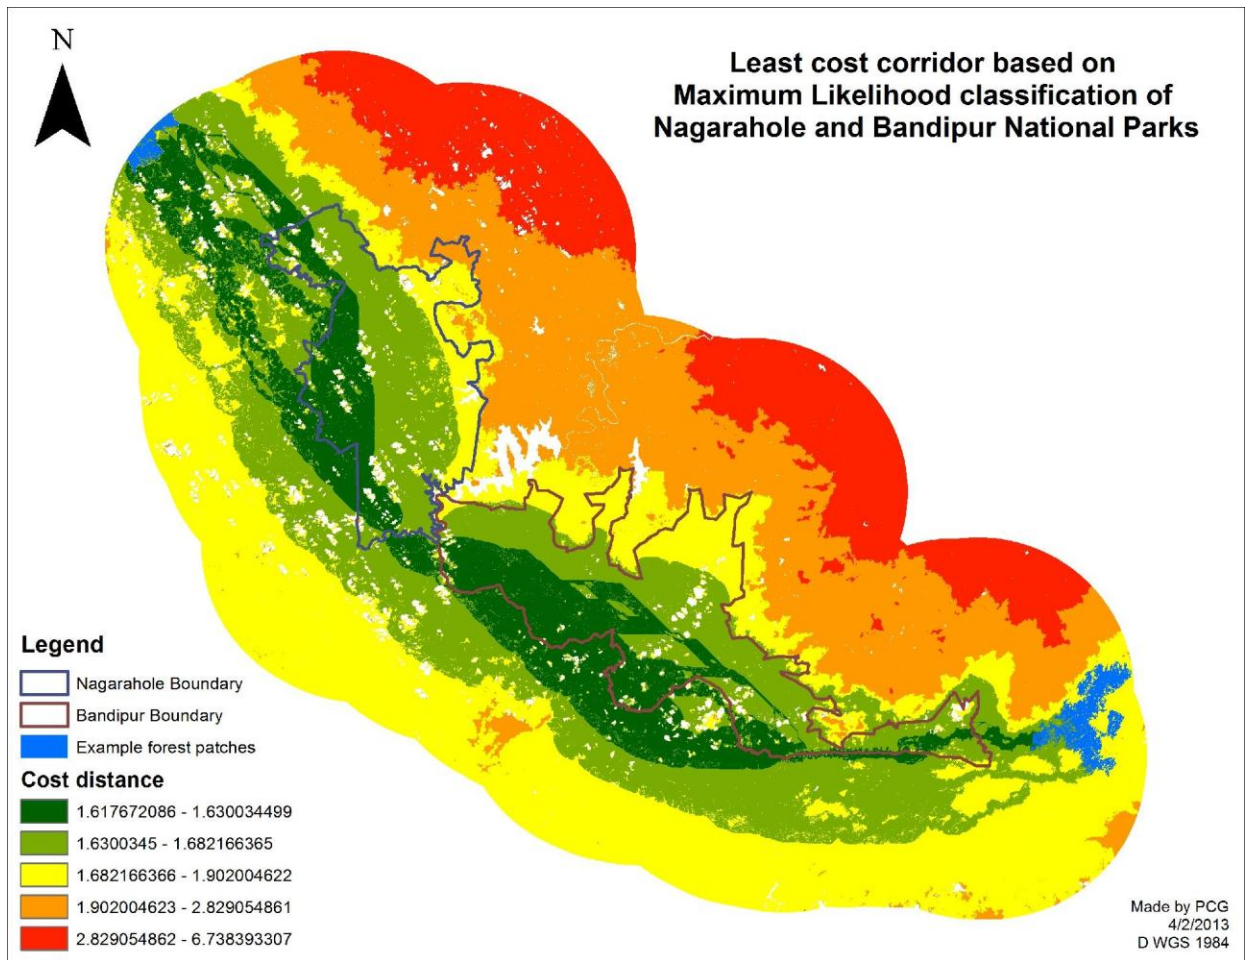 N
Least cost corridor based on
Maximum Likelihood classification of
Nagarahole and Bandipur National Parks
Legend
Nagarahole Boundary
Bandipur Boundary
Example forest patches
Cost distance
1.617672086 - 1.630034499
1.6300345 - 1.682166365
1.682166366 - 1.902004622
1.902004623 - 2.829054861
2.829054862 - 6.738393307
Made by PCG
4/2/2013
D WGS 1984